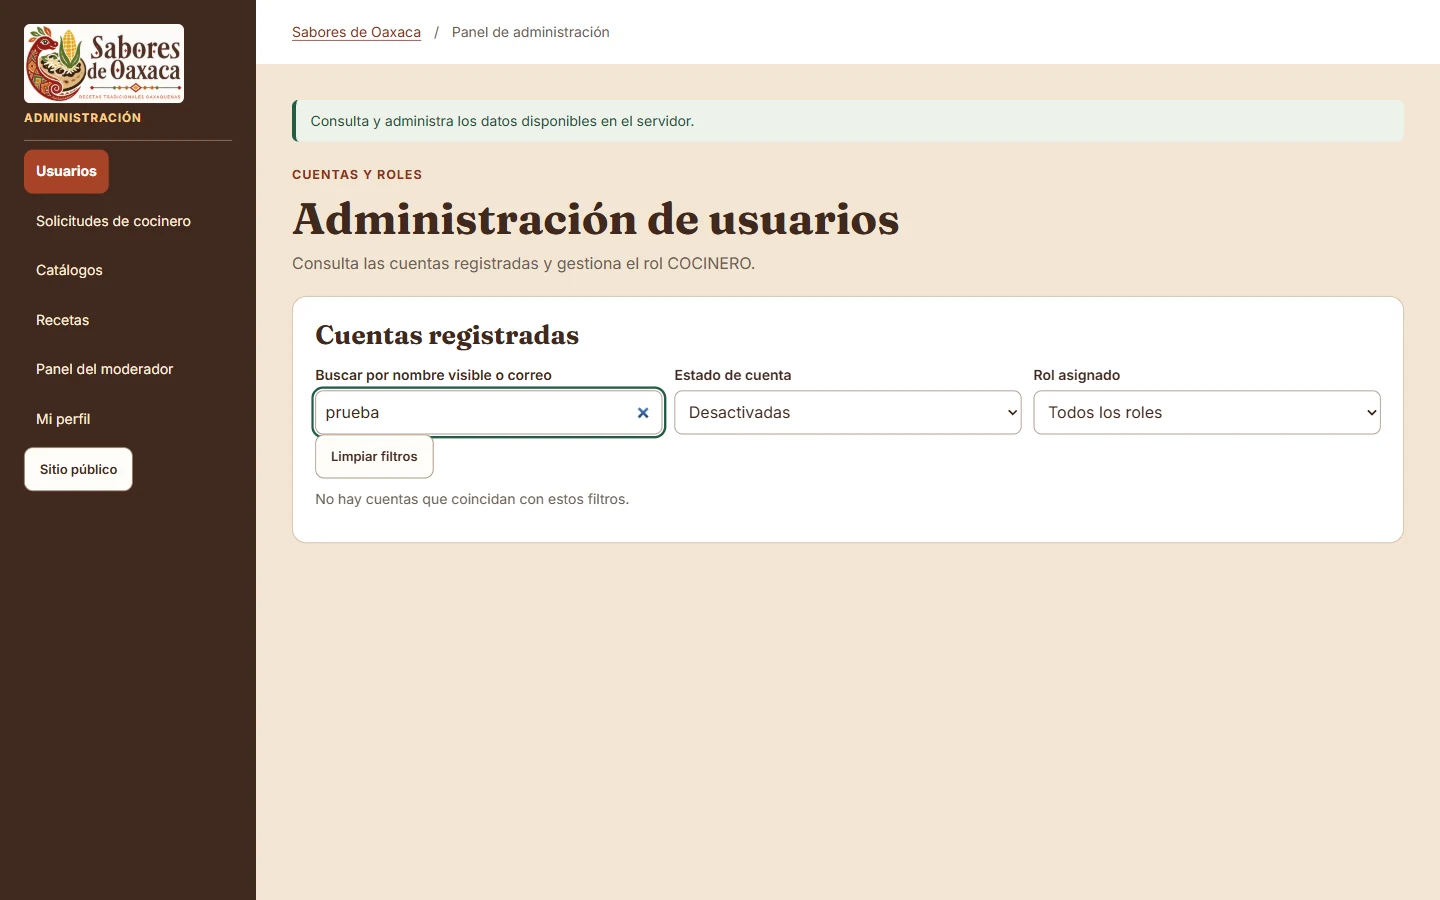 Sabores
de Oaxaca
RECETAS TRADICIONALES OAXAQUEÑAS
ADMINISTRACIÓN
Usuarios
Solicitudes de cocinero
Catálogos
Recetas
Panel del moderador
Mi perfil
Sitio público
Sabores de Oaxaca / Panel de administración
Consulta y administra los datos disponibles en el servidor.
CUENTAS Y ROLES
Administración de usuarios
Consulta las cuentas registradas y gestiona el rol COCINERO.
Cuentas registradas
Buscar por nombre visible o correo Estado de cuenta Rol asignado
prueba Desactivadas Todos los roles
Limpiar filtros
No hay cuentas que coincidan con estos filtros.